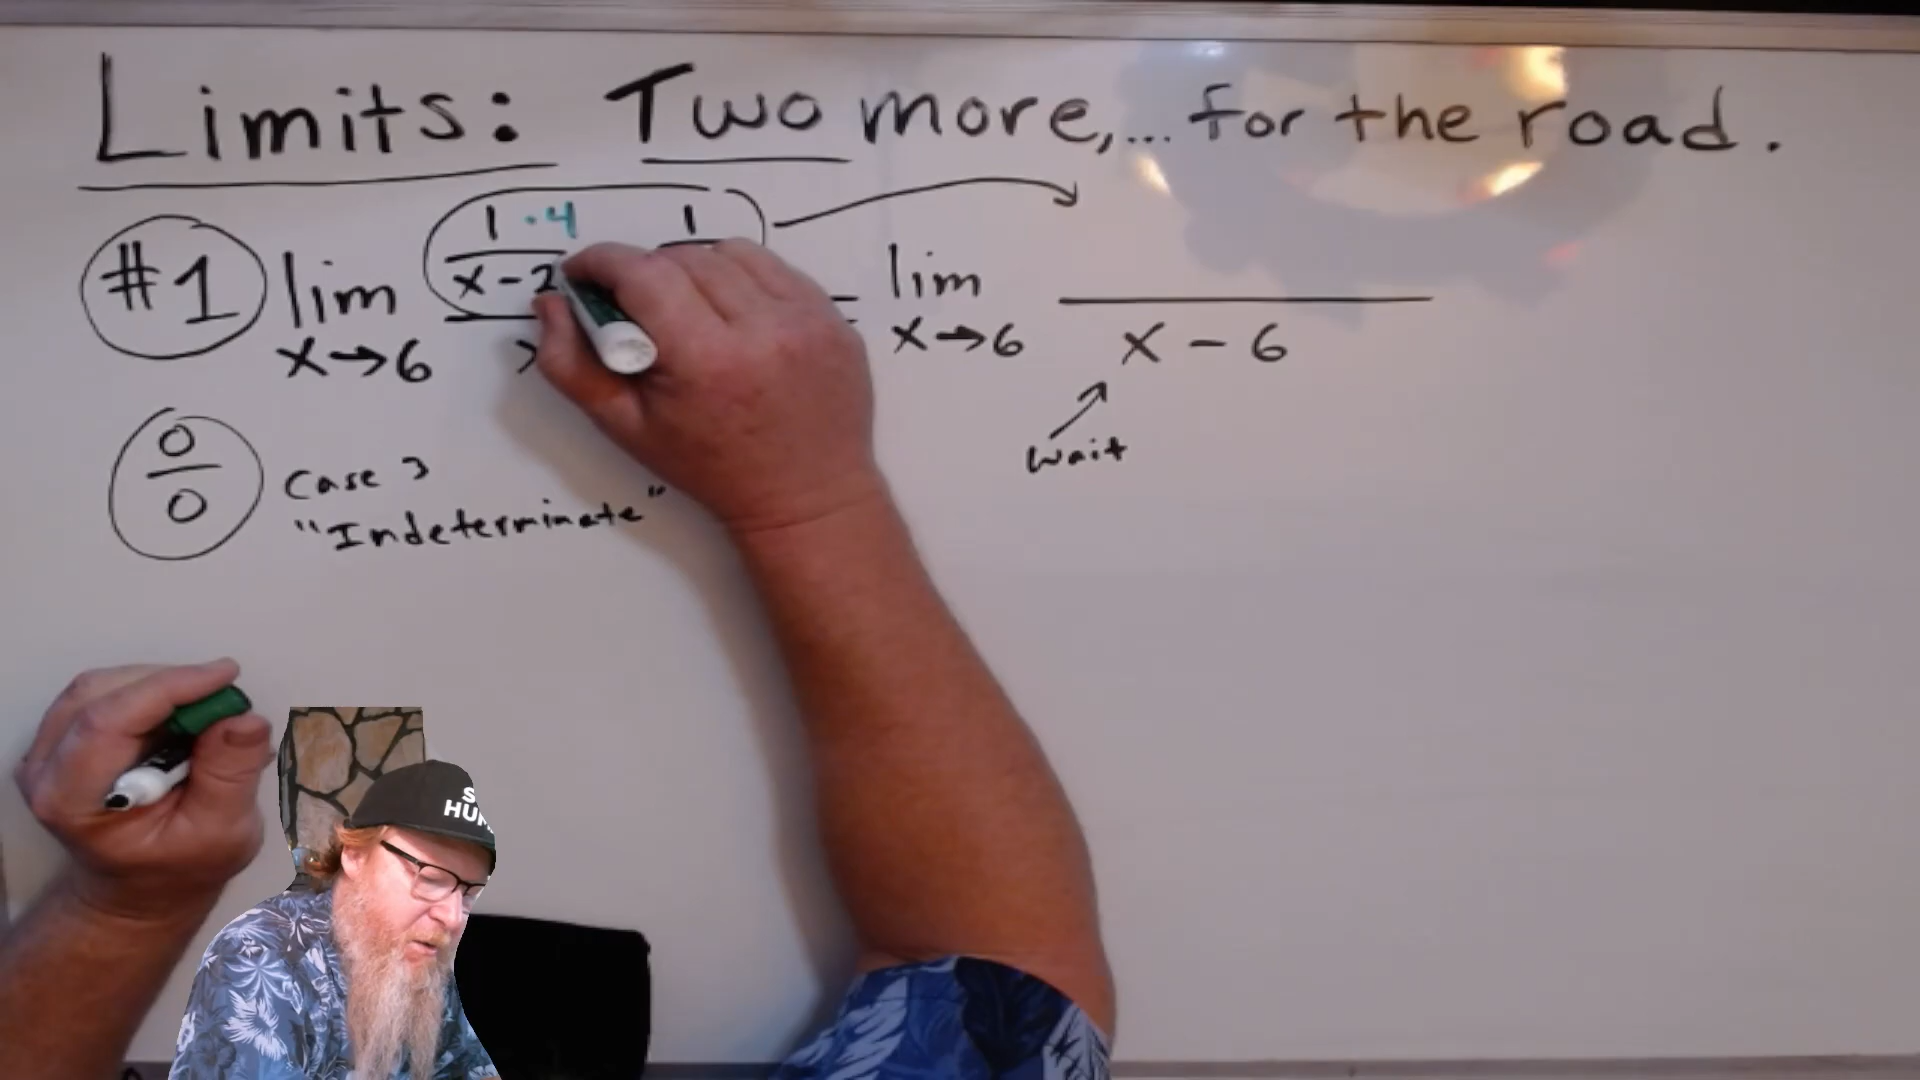 Limits: Two more,... for the road.
#1 lim x→6
1 · 4
x - 2
1
= lim x→6
x - 6
wait
0
0
Case 3
"Indeterminate"
S
HUM